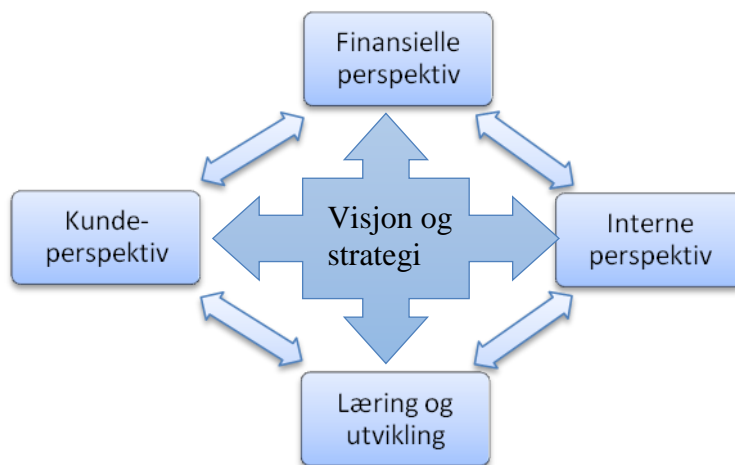 Finansielle
perspektiv
Kunde-
perspektiv
Visjon og
strategi
Interne
perspektiv
Læring og
utvikling